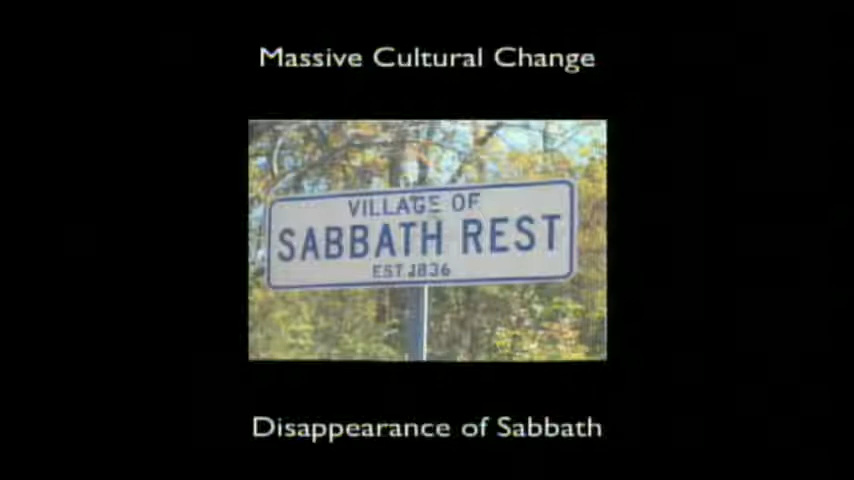 Massive Cultural Change
VILLAGE OF
SABBATH REST
EST. 1836
Disappearance of Sabbath